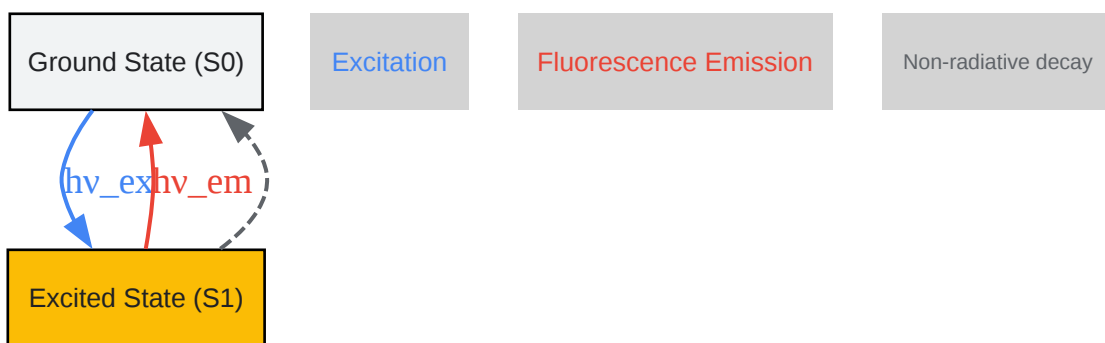 Ground State (S0)
Excitation
Fluorescence Emission
Non-radiative decay
hν_ex
hν_em
Excited State (S1)